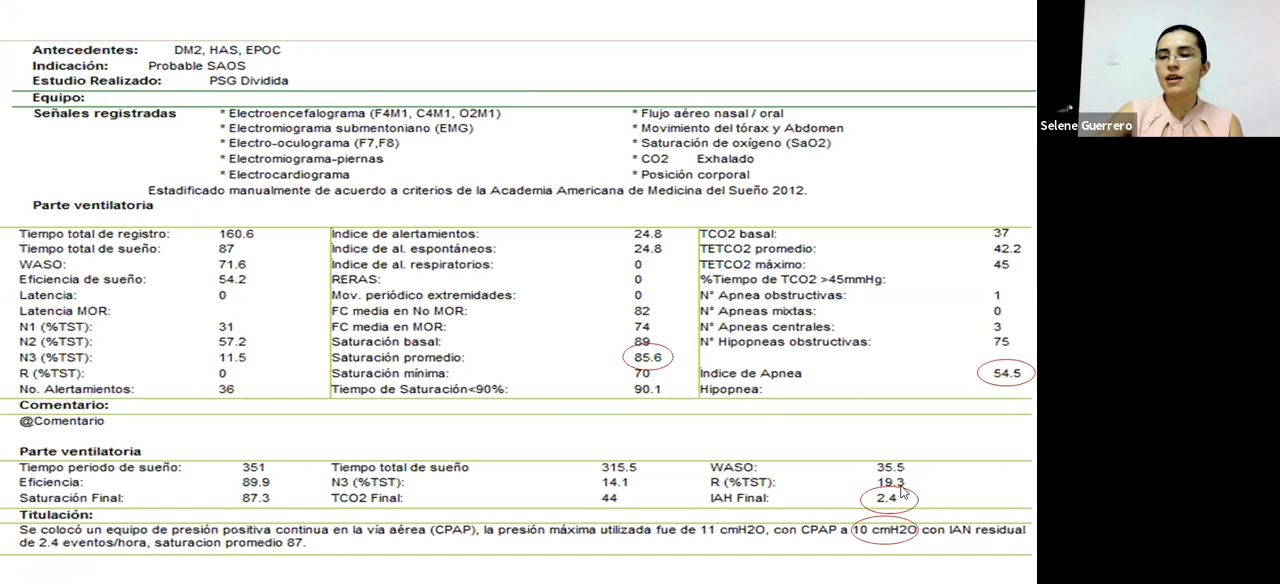 Antecedentes: DM2, HAS, EPOC
Indicación: Probable SAOS
Estudio Realizado: PSG Dividida
Equipo:
Señales registradas * Electroencefalograma (F4M1, C4M1, O2M1) * Flujo aéreo nasal / oral
* Electromiograma submentoniano (EMG) * Movimiento del tórax y Abdomen
* Electro-oculograma (F7,F8) * Saturación de oxígeno (SaO2)
* Electromiograma-piernas * CO2 Exhalado
* Electrocardiograma * Posición corporal
Estadificado manualmente de acuerdo a criterios de la Academia Americana de Medicina del Sueño 2012.
Parte ventilatoria
Tiempo total de registro: 160.6 Indice de alertamientos: 24.8 TCO2 basal: 37
Tiempo total de sueño: 87 Indice de al. espontáneos: 24.8 TETCO2 promedio: 42.2
WASO: 71.6 Indice de al. respiratorios: 0 TETCO2 máximo: 45
Eficiencia de sueño: 54.2 RERAS: 0 %Tiempo de TCO2 >45mmHg:
Latencia: 0 Mov. periódico extremidades: 0 N° Apnea obstructivas: 1
Latencia MOR: FC media en No MOR: 82 N° Apneas mixtas: 0
N1 (%TST): 31 FC media en MOR: 74 N° Apneas centrales: 3
N2 (%TST): 57.2 Saturación basal: 89 N° Hipopneas obstructivas: 75
N3 (%TST): 11.5 Saturación promedio: 85.6
R (%TST): 0 Saturación mínima: 70 Indice de Apnea 54.5
No. Alertamientos: 36 Tiempo de Saturación<90%: 90.1 Hipopnea:
Comentario:
@Comentario
Parte ventilatoria
Tiempo periodo de sueño: 351 Tiempo total de sueño 315.5 WASO: 35.5
Eficiencia: 89.9 N3 (%TST): 14.1 R (%TST): 19.3
Saturación Final: 87.3 TCO2 Final: 44 IAH Final: 2.4
Titulación:
Se colocó un equipo de presión positiva continua en la vía aérea (CPAP), la presión máxima utilizada fue de 11 cmH2O, con CPAP a 10 cmH2O con IAN residual
de 2.4 eventos/hora, saturacion promedio 87.
Selene Guerrero